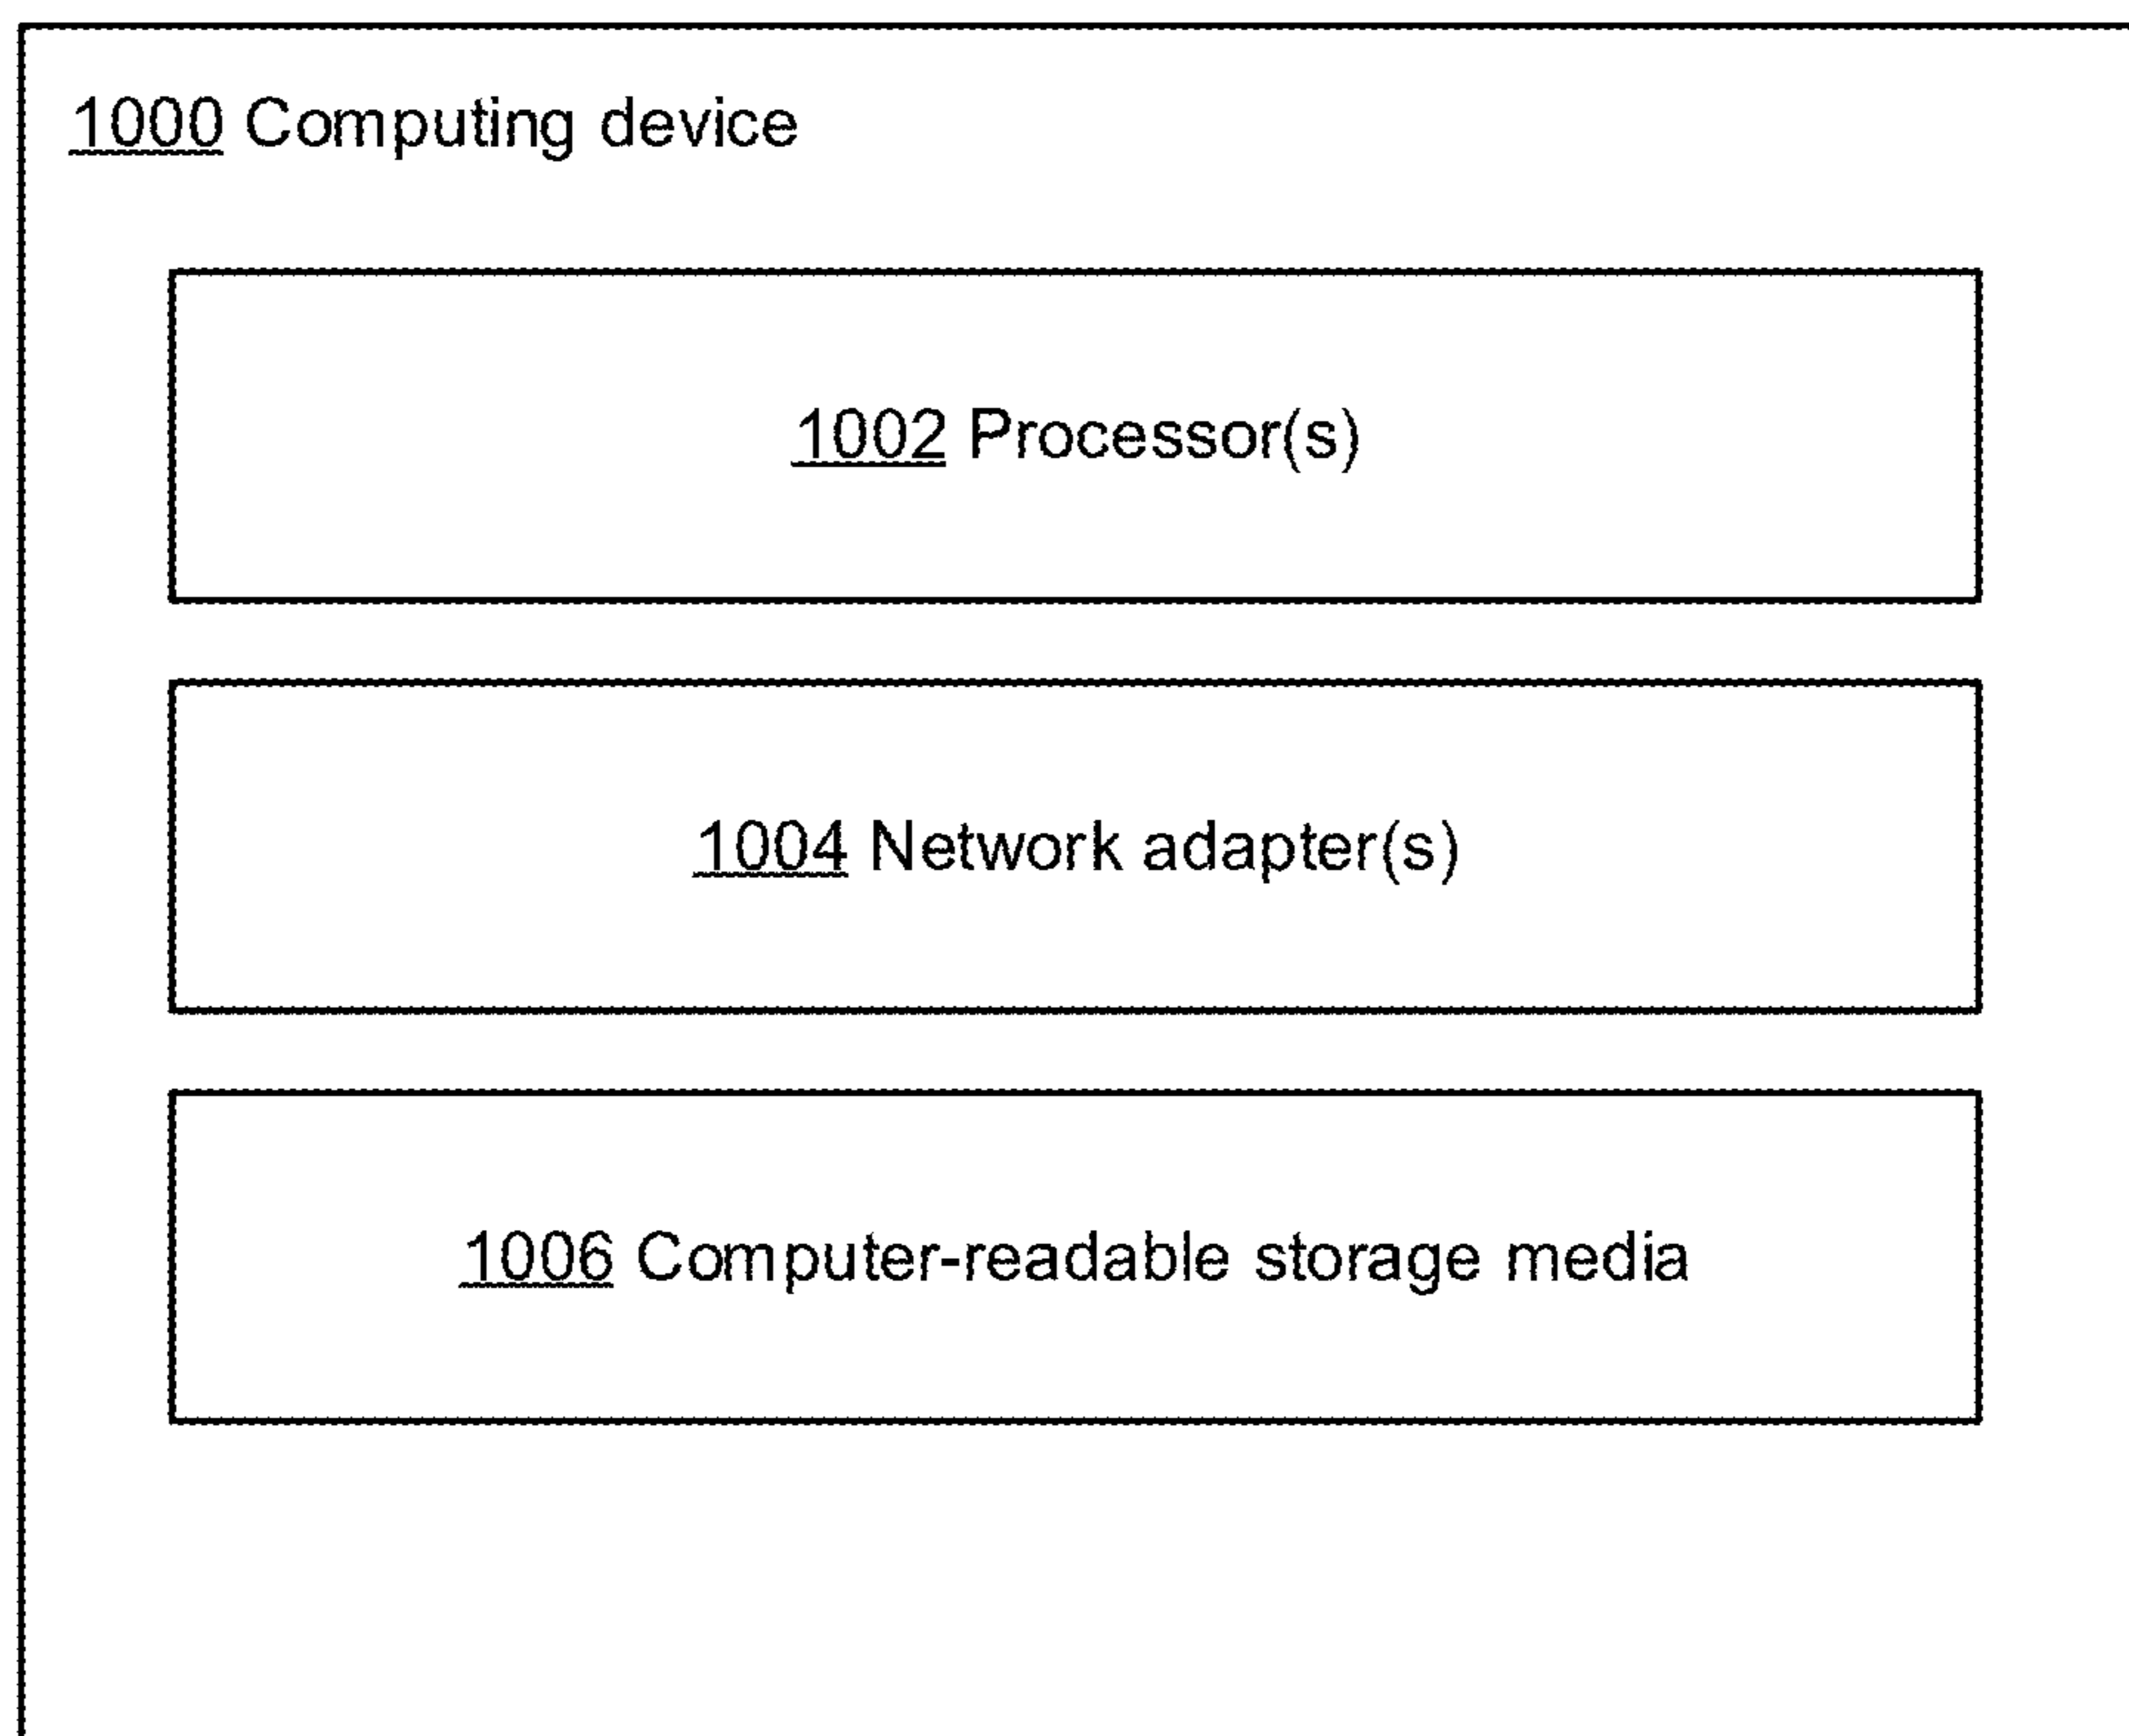 1000 Computing device
1002 Processor(s)
1004 Network adapter(s)
1006 Computer-readable storage media